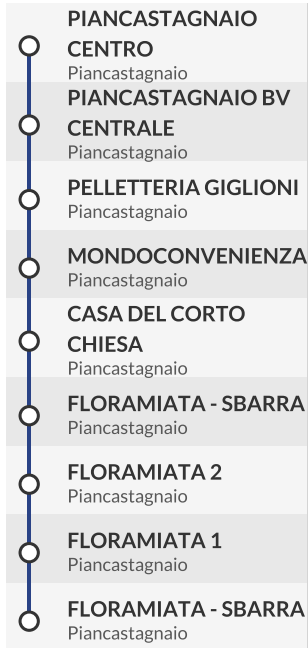 PIANCASTAGNAIO
CENTRO
Piancastagnaio
PIANCASTAGNAIO BV
CENTRALE
Piancastagnaio
PELLETTERIA GIGLIONI
Piancastagnaio
MONDOCONVENIENZA
Piancastagnaio
CASA DEL CORTO
CHIESA
Piancastagnaio
FLORAMIATA - SBARRA
Piancastagnaio
FLORAMIATA 2
Piancastagnaio
FLORAMIATA 1
Piancastagnaio
FLORAMIATA - SBARRA
Piancastagnaio